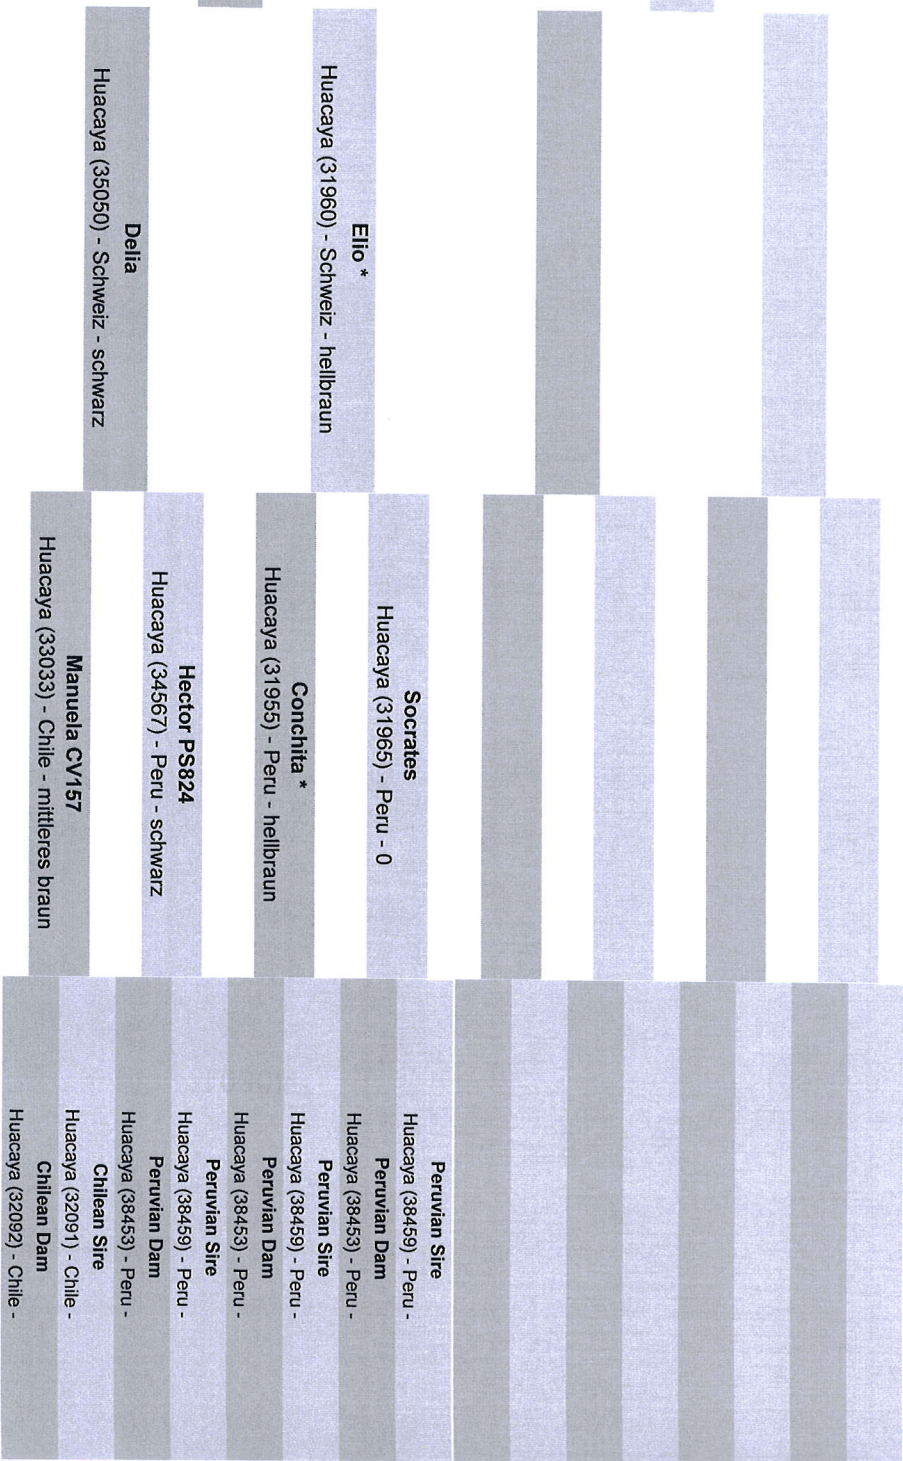 Elio *
Huacaya (31960) - Schweiz - hellbraun
Delia
Huacaya (35050) - Schweiz - schwarz
Socrates
Huacaya (31965) - Peru - 0
Conchita *
Huacaya (31955) - Peru - hellbraun
Hector PS824
Huacaya (34567) - Peru - schwarz
Manuela CV157
Huacaya (33033) - Chile - mittleres braun
Peruvian Sire
Huacaya (38459) - Peru -
Peruvian Dam
Huacaya (38453) - Peru -
Peruvian Sire
Huacaya (38459) - Peru -
Peruvian Dam
Huacaya (38453) - Peru -
Peruvian Sire
Huacaya (38459) - Peru -
Peruvian Dam
Huacaya (38453) - Peru -
Chilean Sire
Huacaya (32091) - Chile -
Chilean Dam
Huacaya (32092) - Chile -